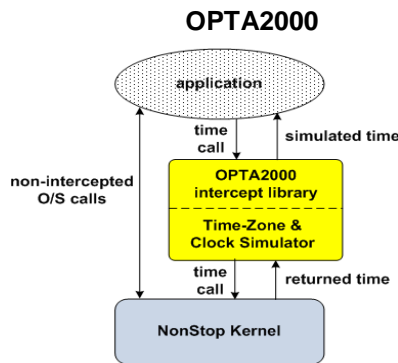 OPTA2000
application
time
call
simulated time
non-intercepted
O/S calls
OPTA2000
intercept library
Time-Zone &
Clock Simulator
time
call
returned time
NonStop Kernel